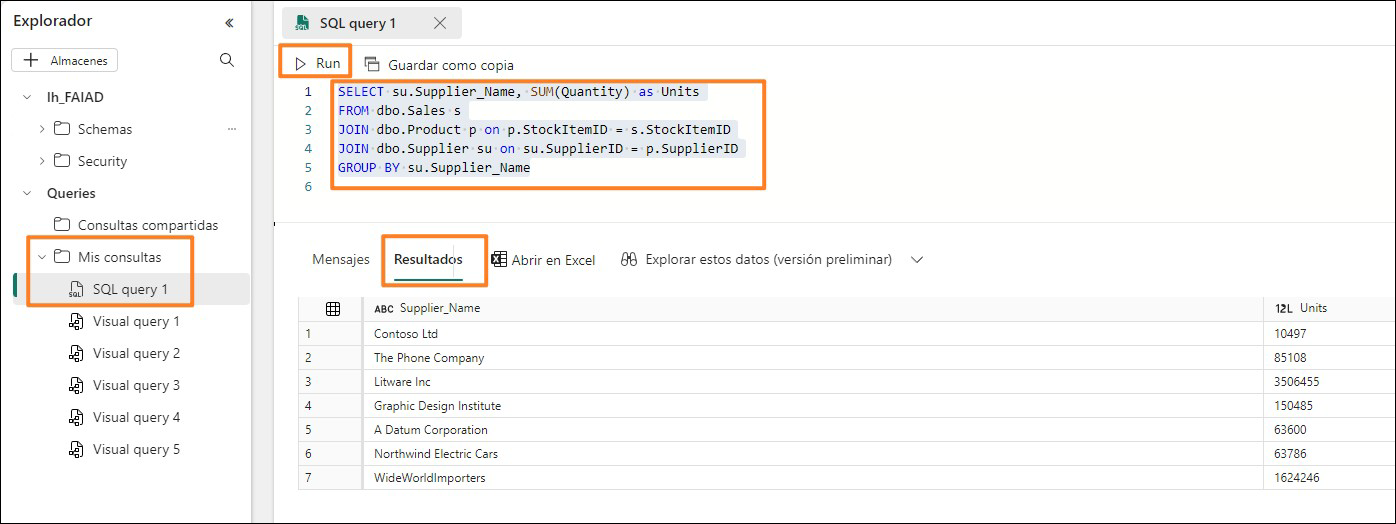 Explorador
«
SQL query 1
+ Almacenes
Run
Guardar como copia
lh_FAIAD
Schemas
...
Security
Queries
Consultas compartidas
Mis consultas
SQL query 1
Visual query 1
Visual query 2
Visual query 3
Visual query 4
Visual query 5
1 SELECT su.Supplier_Name, SUM(Quantity) as Units
2 FROM dbo.Sales s
3 JOIN dbo.Product p on p.StockItemID = s.StockItemID
4 JOIN dbo.Supplier su on su.SupplierID = p.SupplierID
5 GROUP BY su.Supplier_Name
6
Mensajes Resultados Abrir en Excel Explorar estos datos (versión preliminar)
ABC Supplier_Name 12L Units
1 Contoso Ltd 10497
2 The Phone Company 85108
3 Litware Inc 3506455
4 Graphic Design Institute 150485
5 A Datum Corporation 63600
6 Northwind Electric Cars 63786
7 WideWorldImporters 1624246